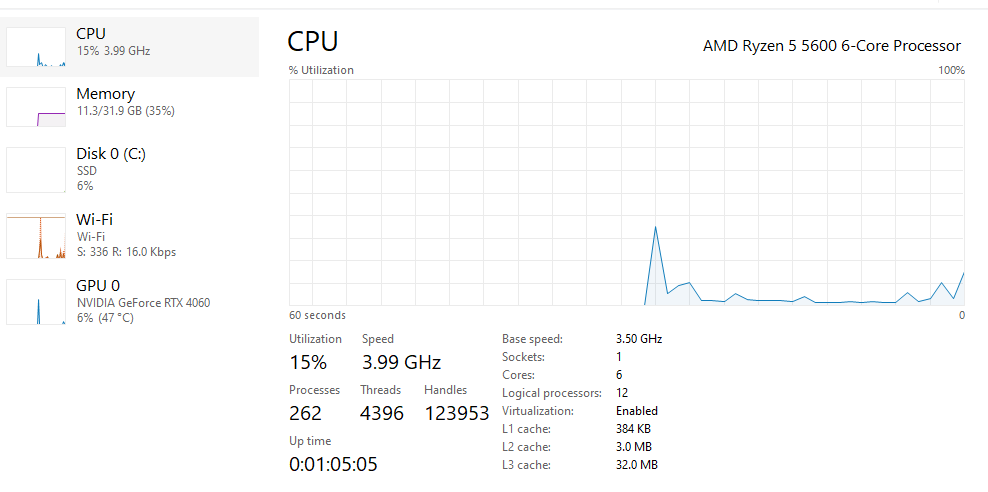 CPU
15% 3.99 GHz
Memory
11.3/31.9 GB (35%)
Disk 0 (C:)
SSD
6%
Wi-Fi
Wi-Fi
S: 336 R: 16.0 Kbps
GPU 0
NVIDIA GeForce RTX 4060
6% (47 °C)
CPU
AMD Ryzen 5 5600 6-Core Processor
% Utilization 100%
60 seconds 0
Utilization Speed
15% 3.99 GHz
Processes Threads Handles
262 4396 123953
Up time
0:01:05:05
Base speed: 3.50 GHz
Sockets: 1
Cores: 6
Logical processors: 12
Virtualization: Enabled
L1 cache: 384 KB
L2 cache: 3.0 MB
L3 cache: 32.0 MB